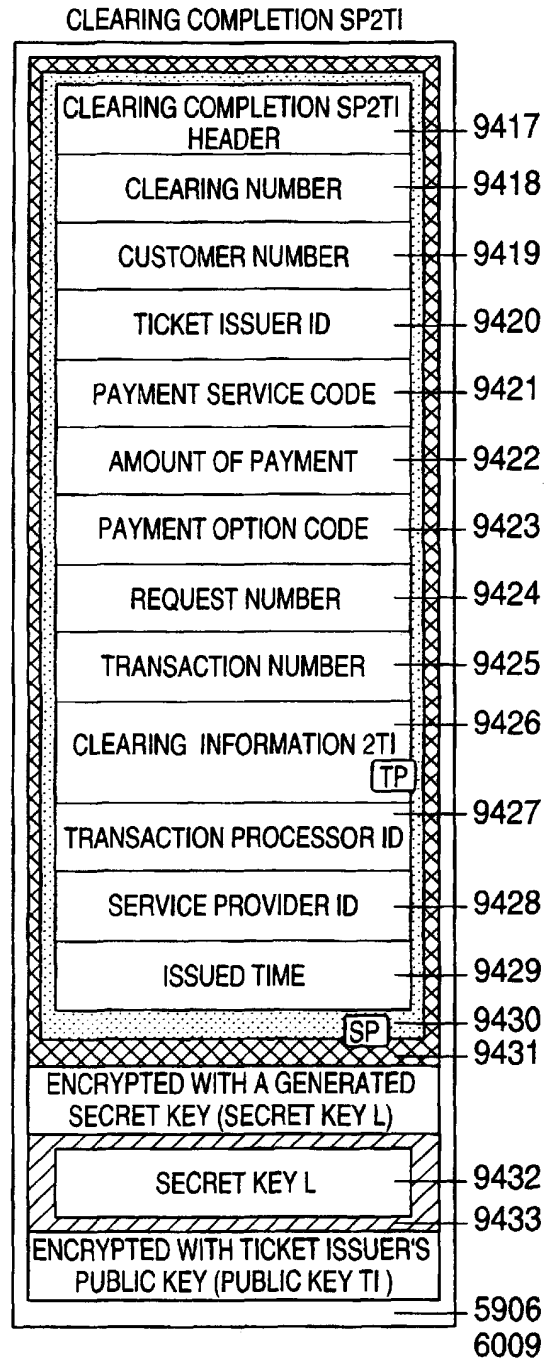 CLEARING COMPLETION SP2TI
CLEARING COMPLETION SP2TI
HEADER
9417
CLEARING NUMBER
9418
CUSTOMER NUMBER
9419
TICKET ISSUER ID
9420
PAYMENT SERVICE CODE
9421
AMOUNT OF PAYMENT
9422
PAYMENT OPTION CODE
9423
REQUEST NUMBER
9424
TRANSACTION NUMBER
9425
9426
CLEARING INFORMATION 2TI
TP
9427
TRANSACTION PROCESSOR ID
SERVICE PROVIDER ID
9428
ISSUED TIME
9429
SP
9430
9431
ENCRYPTED WITH A GENERATED
SECRET KEY (SECRET KEY L)
SECRET KEY L
9432
9433
ENCRYPTED WITH TICKET ISSUER'S
PUBLIC KEY (PUBLIC KEY TI )
5906
6009